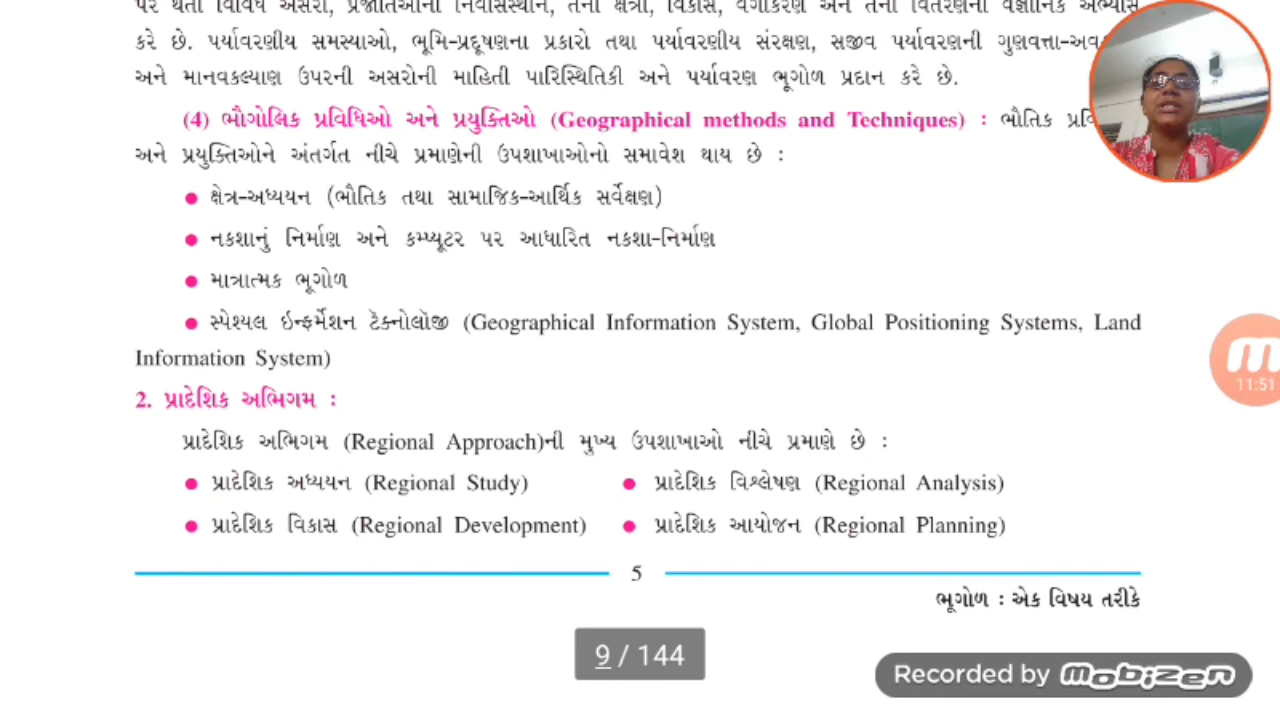 પર થતી વિવિધ અસરો, પ્રજાતિઓનાં નિવાસસ્થાન, તેના ક્ષેત્રો, વિકાસ, વર્ગીકરણ અને તેના વિતરણનો વૈજ્ઞાનિક અભ્યાસ
કરે છે. પર્યાવરણીય સમસ્યાઓ, ભૂમિ-પ્રદૂષણના પ્રકારો તથા પર્યાવરણીય સંરક્ષણ, સજીવ પર્યાવરણની ગુણવત્તા-અવ
અને માનવકલ્યાણ ઉપરની અસરોની માહિતી પારિસ્થિતિકી અને પર્યાવરણ ભૂગોળ પ્રદાન કરે છે.
(4) ભૌગોલિક પ્રવિધિઓ અને પ્રયુક્તિઓ (Geographical methods and Techniques) : ભૌતિક પ્રવિ
અને પ્રયુક્તિઓને અંતર્ગત નીચે પ્રમાણેની ઉપશાખાઓનો સમાવેશ થાય છે :
● ક્ષેત્ર-અધ્યયન (ભૌતિક તથા સામાજિક-આર્થિક સર્વેક્ષણ)
● નકશાનું નિર્માણ અને કમ્પ્યૂટર પર આધારિત નકશા-નિર્માણ
● માત્રાત્મક ભૂગોળ
● સ્પેશ્યલ ઇન્ફર્મેશન ટૅક્નોલૉજી (Geographical Information System, Global Positioning Systems, Land
Information System)
2. પ્રાદેશિક અભિગમ :
પ્રાદેશિક અભિગમ (Regional Approach)ની મુખ્ય ઉપશાખાઓ નીચે પ્રમાણે છે :
● પ્રાદેશિક અધ્યયન (Regional Study) ● પ્રાદેશિક વિશ્લેષણ (Regional Analysis)
● પ્રાદેશિક વિકાસ (Regional Development) ● પ્રાદેશિક આયોજન (Regional Planning)
5
ભૂગોળ : એક વિષય તરીકે
9 / 144
11:51
Recorded by Mobizen